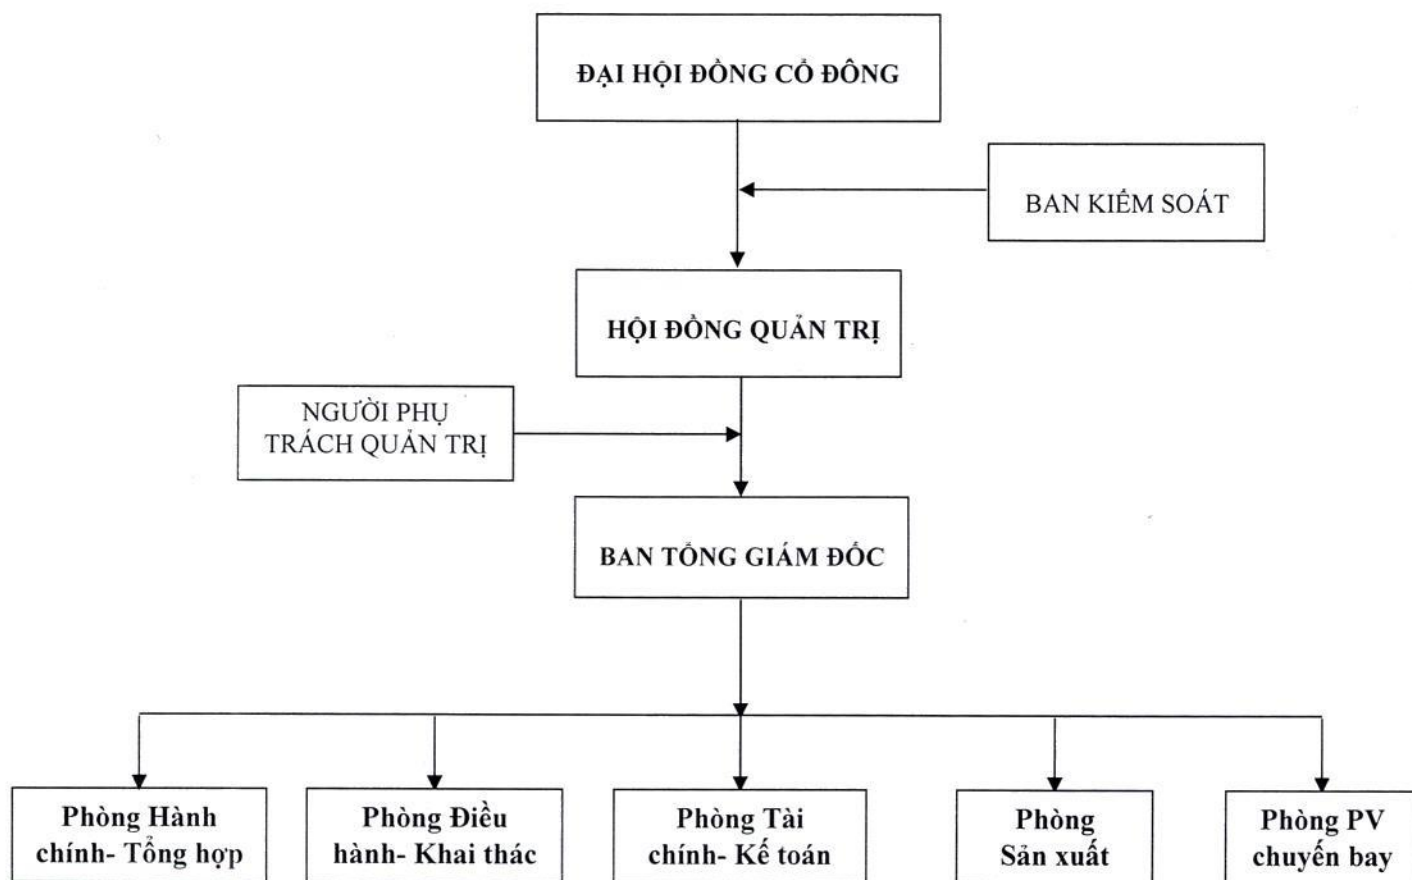 ĐẠI HỘI ĐỒNG CỔ ĐÔNG
BAN KIỂM SOÁT
HỘI ĐỒNG QUẢN TRỊ
NGƯỜI PHỤ
TRÁCH QUẢN TRỊ
BAN TỔNG GIÁM ĐỐC
Phòng Hành
chính- Tổng hợp
Phòng Điều
hành- Khai thác
Phòng Tài
chính- Kế toán
Phòng
Sản xuất
Phòng PV
chuyến bay